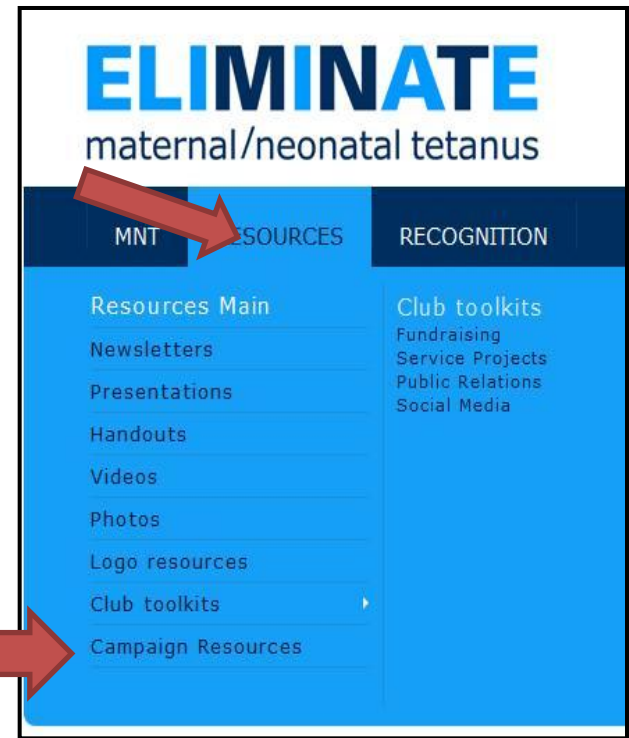 ELIMINATE
maternal/neonatal tetanus
MNT ESOURCES RECOGNITION
Resources Main
Newsletters
Presentations
Handouts
Videos
Photos
Logo resources
Club toolkits
Campaign Resources
Club toolkits
Fundraising
Service Projects
Public Relations
Social Media